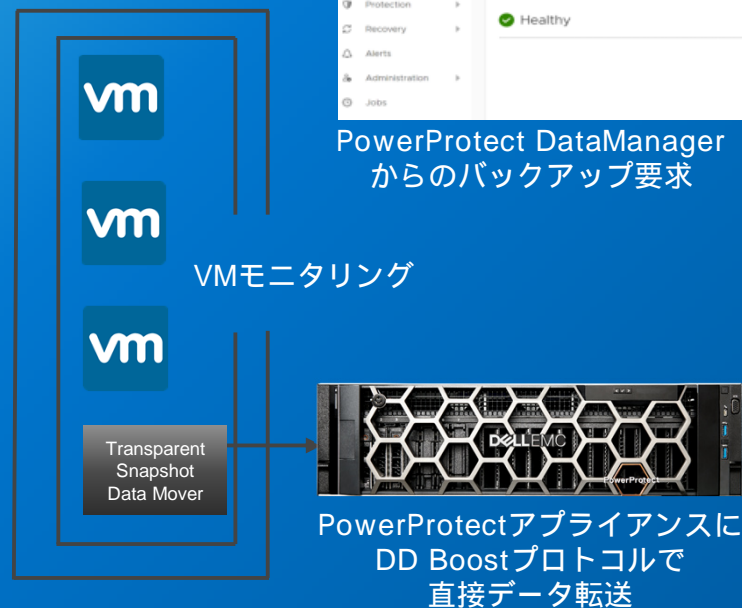 Protection
Healthy
Recovery
Alerts
Administration
Jobs
PowerProtect DataManager
からのバックアップ要求
vm
vm
VMモニタリング
vm
Transparent
Snapshot
Data Mover
DELLEMC
PowerProtect
PowerProtectアプライアンスに
DD Boostプロトコルで
直接データ転送